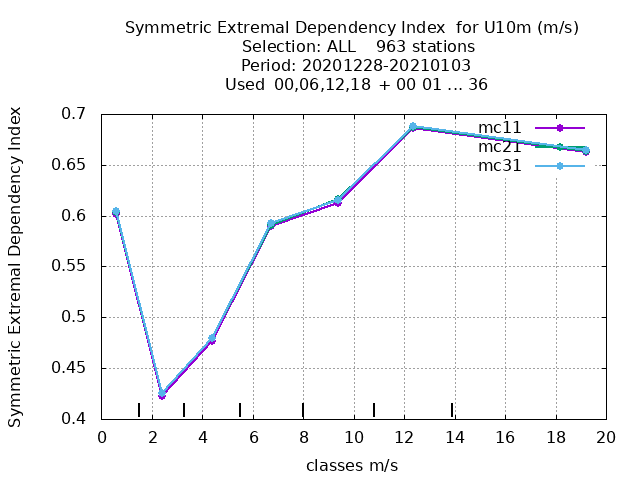 Symmetric Extremal Dependency Index  for U10m (m/s)
Selection: ALL    963 stations
Period: 20201228-20210103
Used  00,06,12,18  + 00 01 ... 36
Symmetric Extremal Dependency Index
0.7
0.65
0.6
0.55
0.5
0.45
0.4
mc11
mc21
mc31
0 2 4 6 8 10 12 14 16 18 20
classes m/s